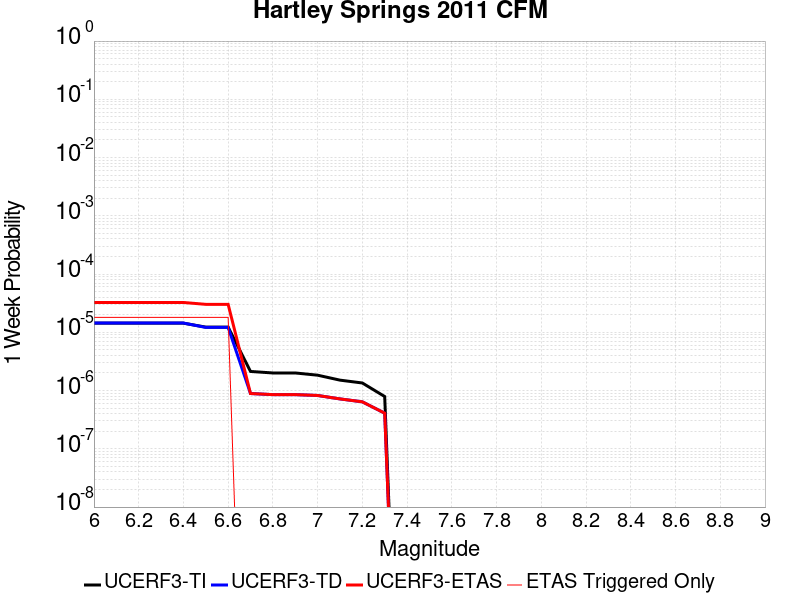 Hartley Springs 2011 CFM
1 Week Probability
10^0
10^-1
10^-2
10^-3
10^-4
10^-5
10^-6
10^-7
10^-8
6 6.2 6.4 6.6 6.8 7 7.2 7.4 7.6 7.8 8 8.2 8.4 8.6 8.8 9
Magnitude
UCERF3-TI UCERF3-TD UCERF3-ETAS ETAS Triggered Only